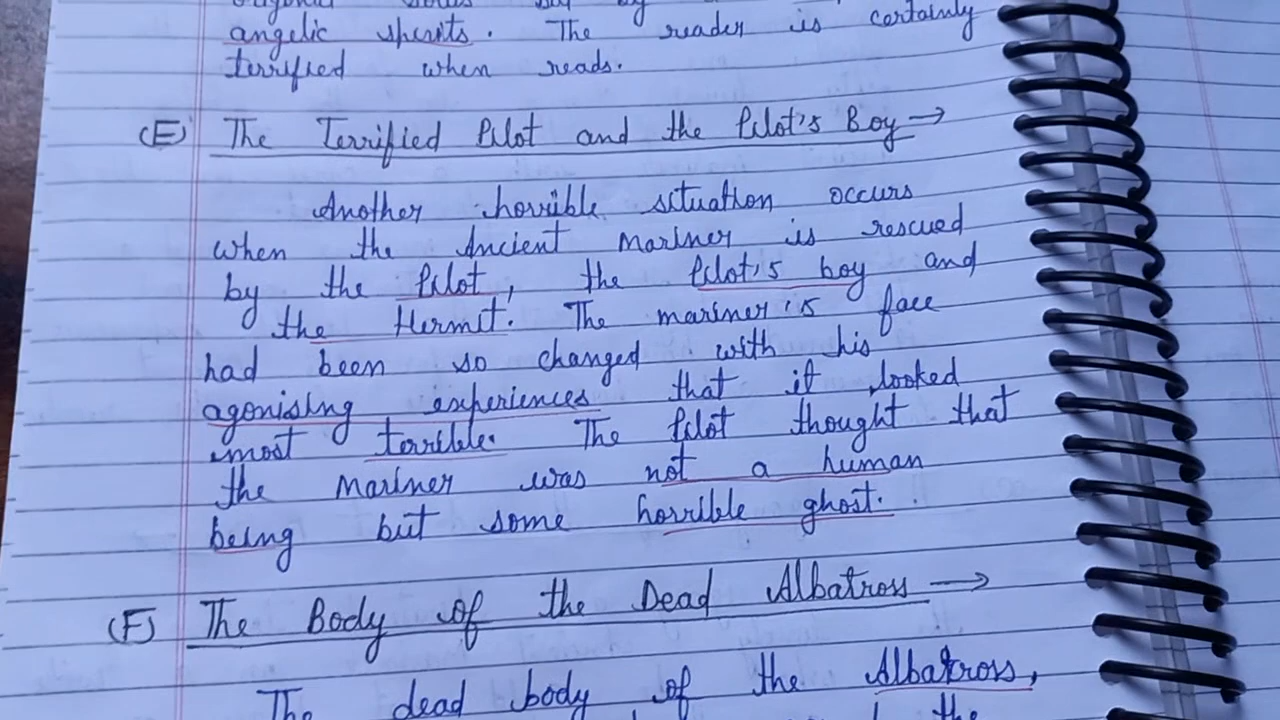 angelic spirits. The reader is certainly
terrified when reads.
(E) The Terrified Pilot and the Pilot's Boy →
Another horrible situation occurs
when the Ancient Mariner is rescued
by the Pilot, the Pilot's boy and
the Hermit. The mariner's face
had been so changed with his
agonising experiences that it looked
most terrible. The Pilot thought that
the Mariner was not a human
being but some horrible ghost.
(F) The Body of the Dead Albatross →
The dead body of the Albatross,
the